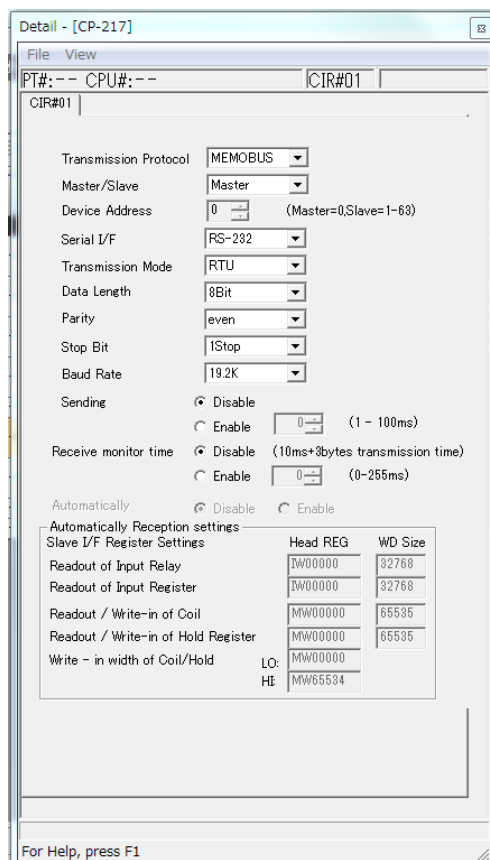 Detail - [CP-217]
File View
PT#:-- CPU#:-- CIR#01
CIR#01
Transmission Protocol MEMOBUS
Master/Slave Master
Device Address 0 (Master=0,Slave=1-63)
Serial I/F RS-232
Transmission Mode RTU
Data Length 8Bit
Parity even
Stop Bit 1Stop
Baud Rate 19.2K
Sending Disable
Enable 0 (1 - 100ms)
Receive monitor time Disable (10ms+3bytes transmission time)
Enable 0 (0-255ms)
Automatically Disable Enable
Automatically Reception settings
Slave I/F Register Settings Head REG WD Size
Readout of Input Relay IW00000 32768
Readout of Input Register IW00000 32768
Readout / Write-in of Coil MW00000 65535
Readout / Write-in of Hold Register MW00000 65535
Write - in width of Coil/Hold LO: MW00000
HI: MW65534
For Help, press F1